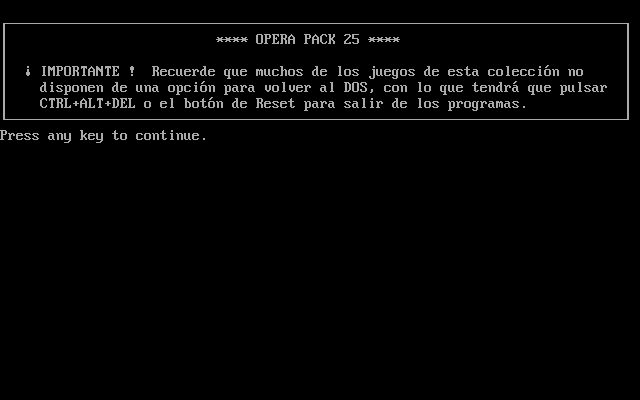 **** OPERA PACK 25 ****
¡ IMPORTANTE !  Recuerde que muchos de los juegos de esta colección no
disponen de una opción para volver al DOS, con lo que tendrá que pulsar
CTRL+ALT+DEL o el botón de Reset para salir de los programas.
Press any key to continue.